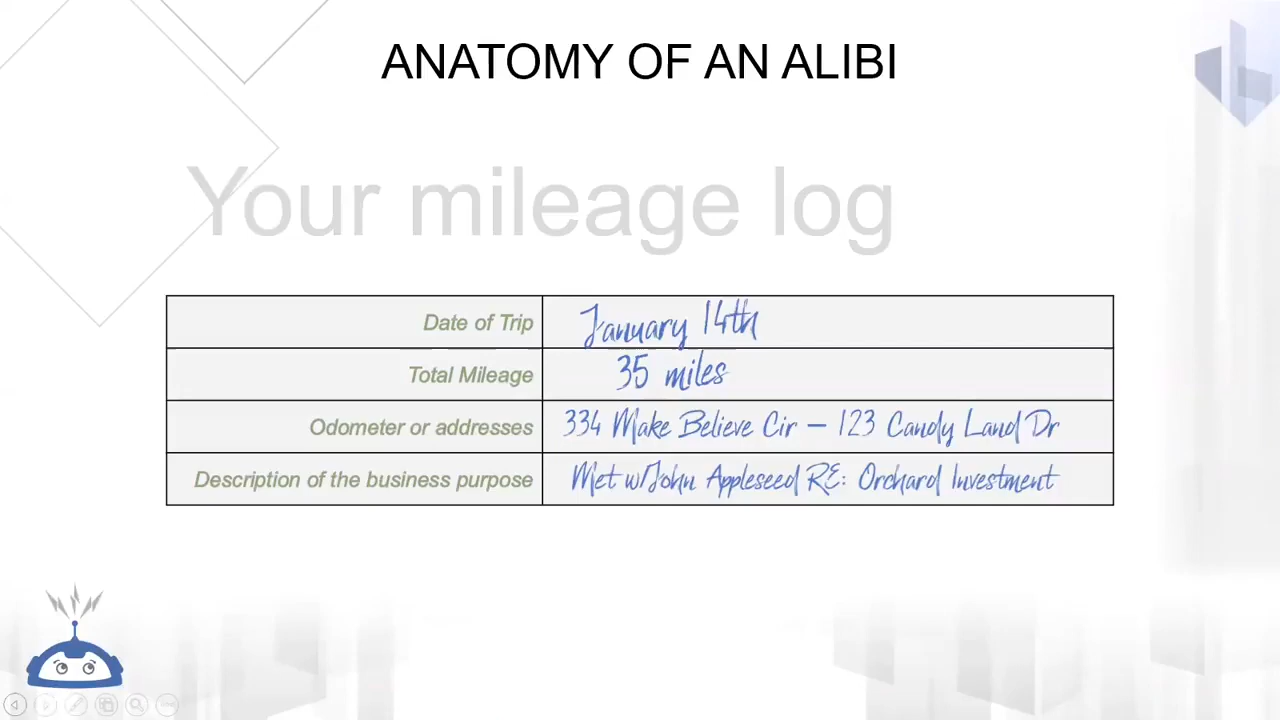 ANATOMY OF AN ALIBI
Your mileage log
Date of Trip January 14th
Total Mileage 35 miles
Odometer or addresses 334 Make Believe Cir – 123 Candy Land Dr
Description of the business purpose Met w/John Appleseed RE: Orchard Investment